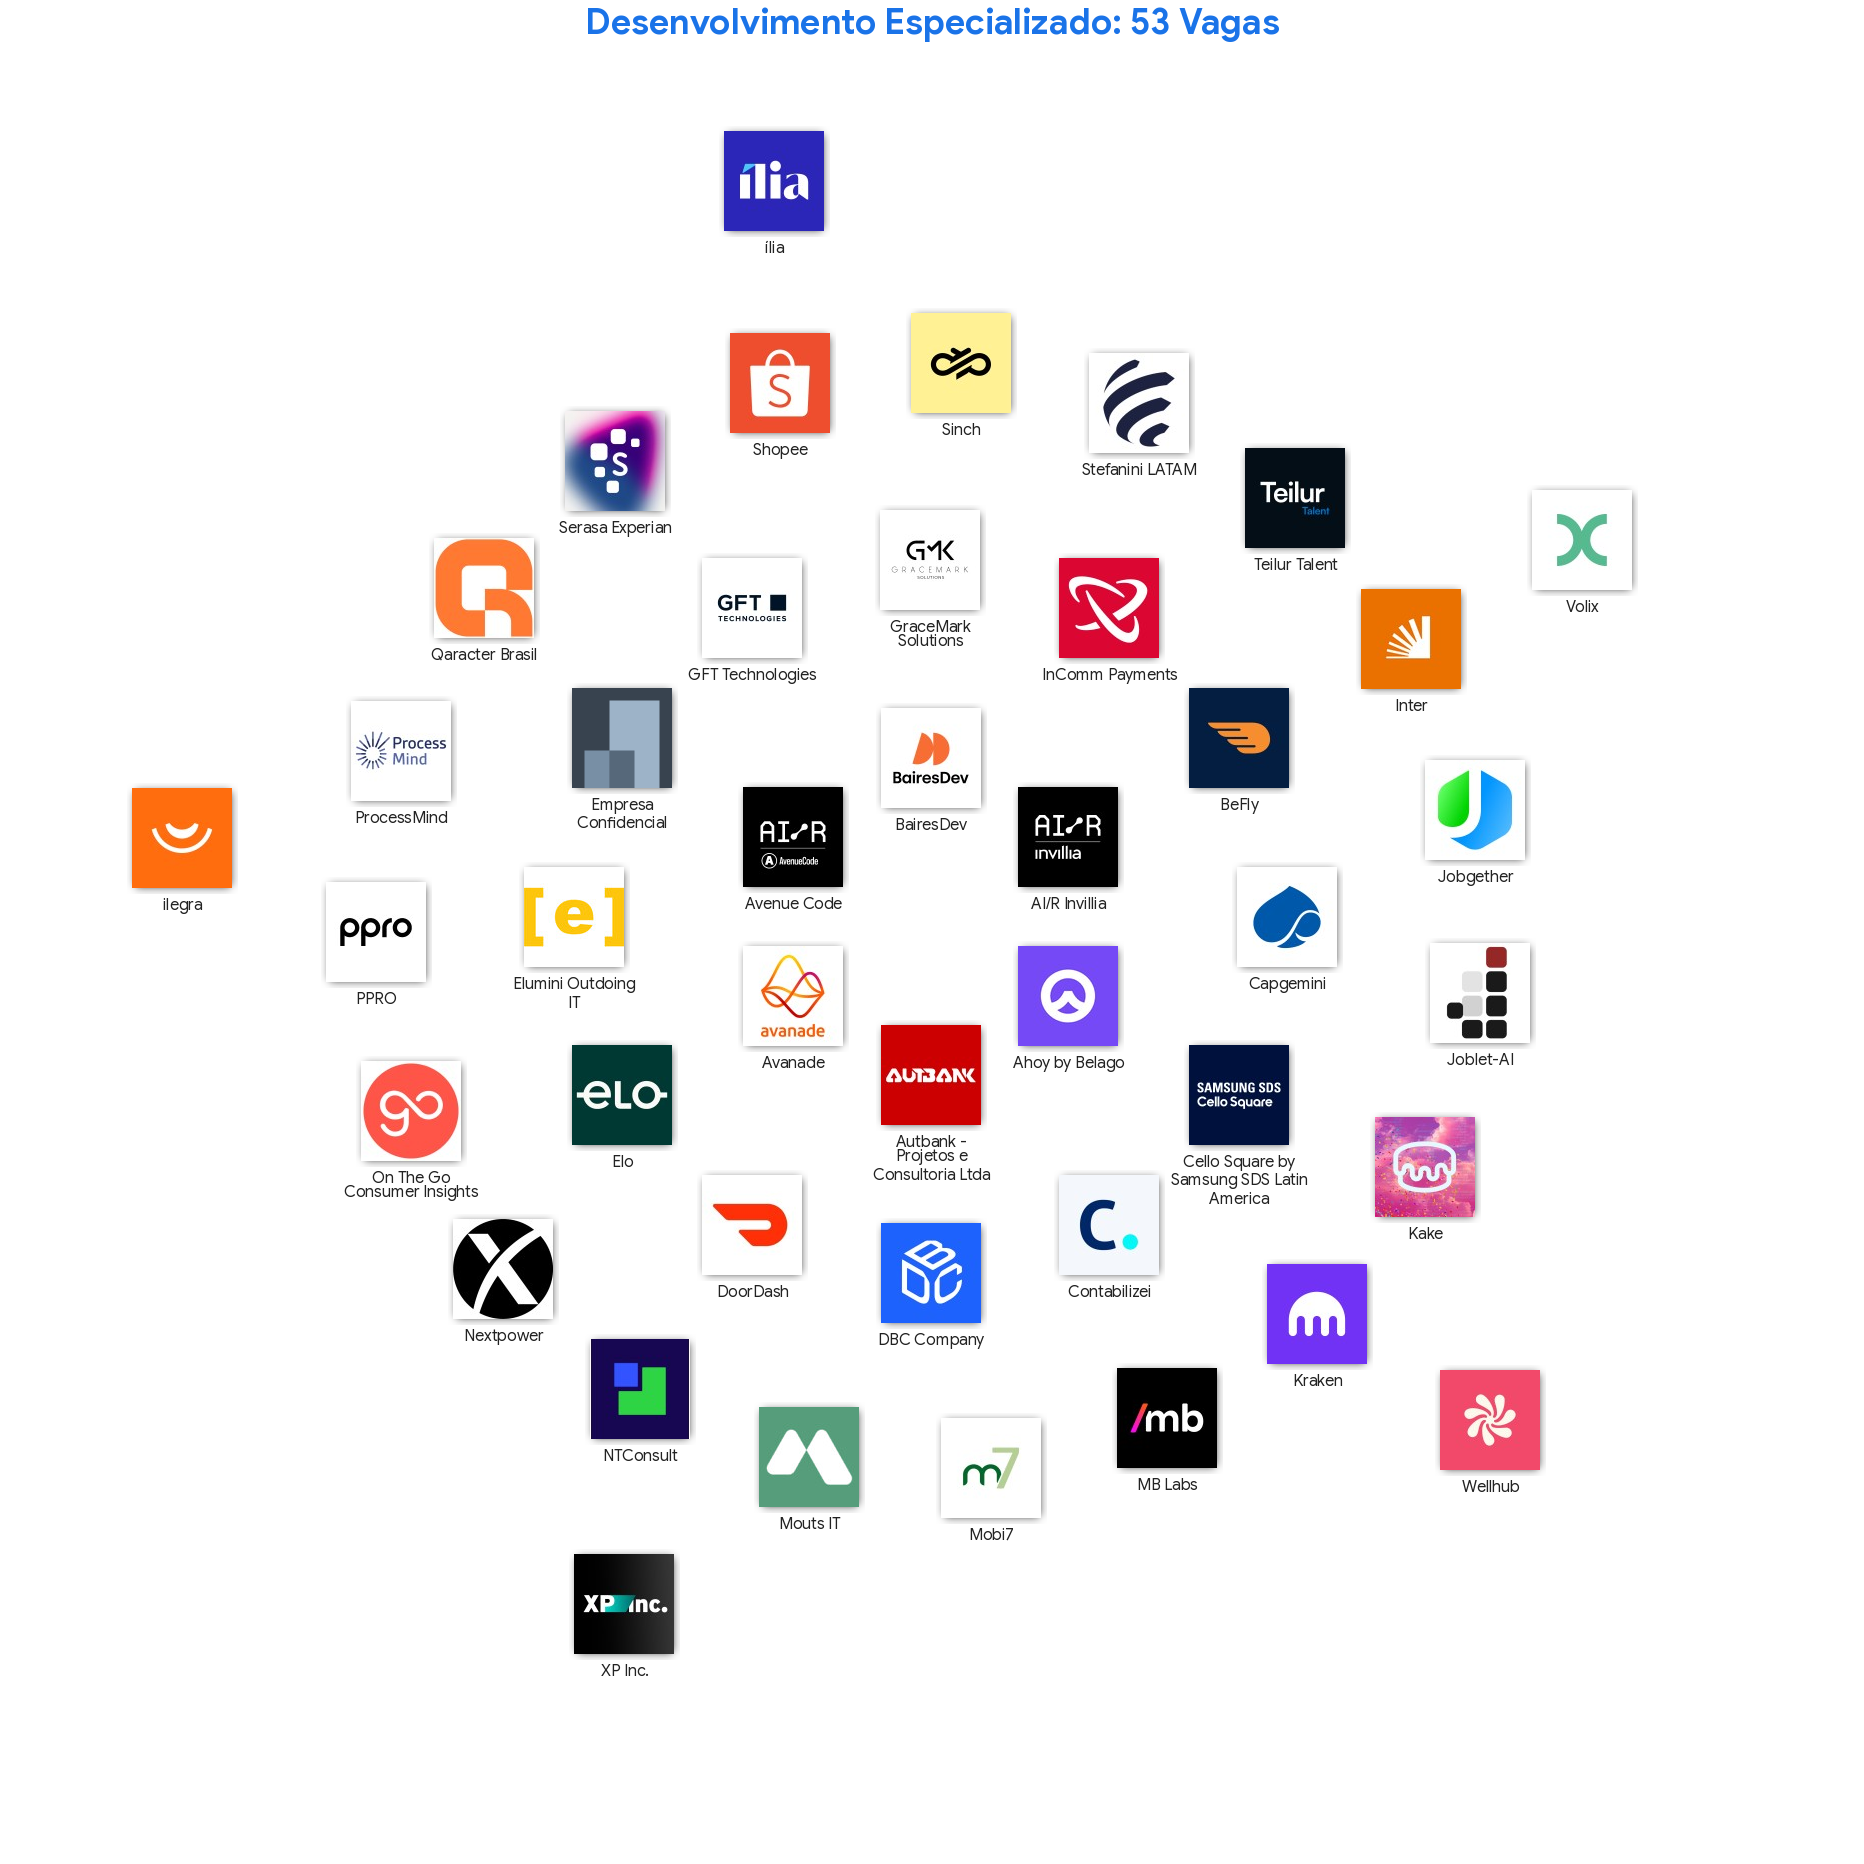 Desenvolvimento Especializado: 53 Vagas
ília
ília
S
Shopee
Sinch
Stefanini LATAM
S
Serasa Experian
Teilur
Talent
Teilur Talent
Volix
GMK
GRACEMARK
SOLUTIONS
GraceMark
Solutions
Qaracter Brasil
GFT
TECHNOLOGIES
GFT Technologies
InComm Payments
Inter
Process
Mind
ProcessMind
Empresa
Confidencial
BairesDev
BairesDev
BeFly
Jobgether
ilegra
AI/R
AvenueCode
Avenue Code
AI/R
invillia
AI/R Invillia
ppro
PPRO
[e]
Elumini Outdoing
IT
Capgemini
avanade
Avanade
Ahoy by Belago
Joblet-AI
go
On The Go
Consumer Insights
elo
Elo
AUTBANK
Autbank -
Projetos e
Consultoria Ltda
SAMSUNG SDS
Cello Square
Cello Square by
Samsung SDS Latin
America
Kake
X
Nextpower
DoorDash
DBC
DBC Company
C.
Contabilizei
Kraken
NTConsult
Mouts IT
m7
Mobi7
/mb
MB Labs
Wellhub
XP inc.
XP Inc.